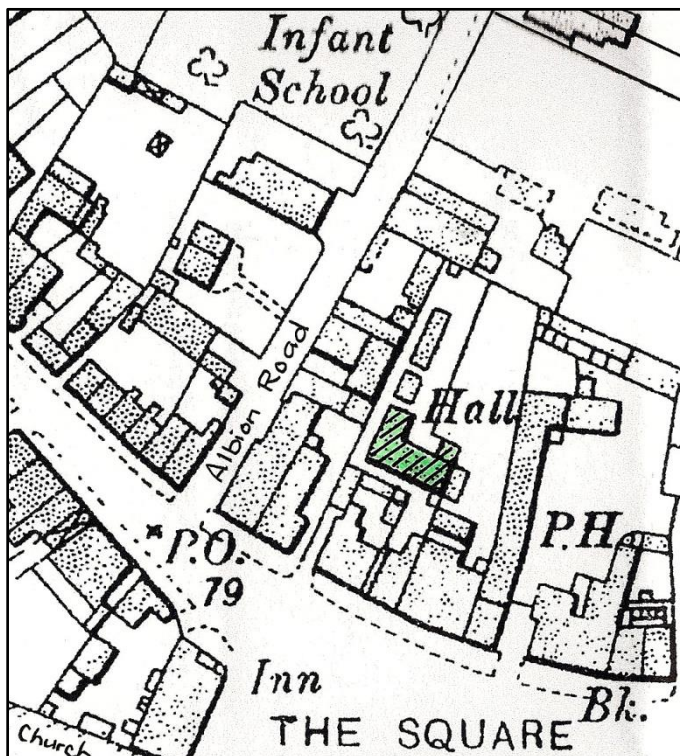 Infant
School
Albion Road
Hall
P.H.
P.O.
79
Inn
Bk.
THE SQUARE
Church